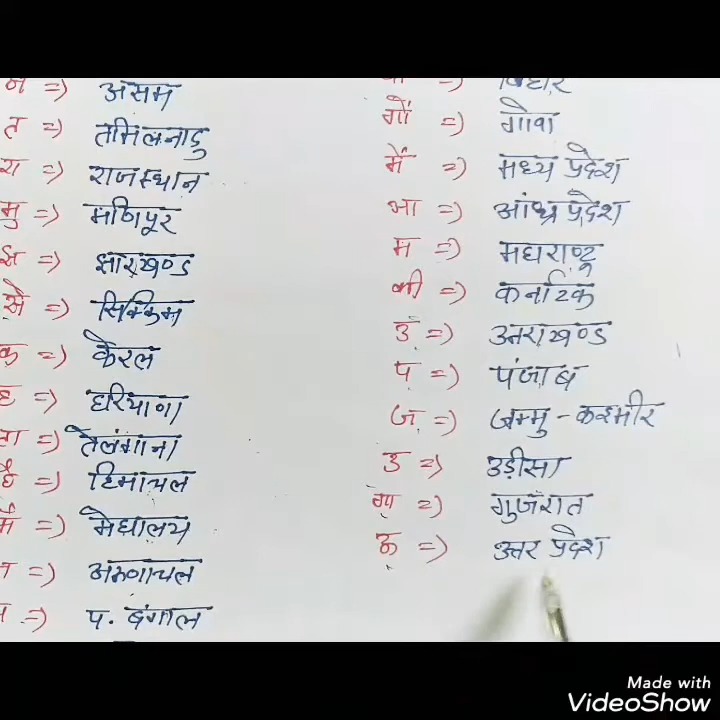 => असम
त => तमिलनाडु
रा => राजस्थान
मु => मणिपुर
झ => झारखण्ड
से => सिक्किम
क => केरल
ह => हरियाणा
=> तेलंगाना
है => हिमांचल
में => मेघालय
=> अरुणाचल
=> प. बंगाल
=> बिहार
गों => गोवा
में => मध्य प्रदेश
आ => आंध्र प्रदेश
म => महाराष्ट्र
की => कर्नाटक
उ => उत्तराखण्ड
प => पंजाब
ज => जम्मु - कश्मीर
उ => उड़ीसा
=> गुजरात
ऊ => उत्तर प्रदेश
Made with
VideoShow